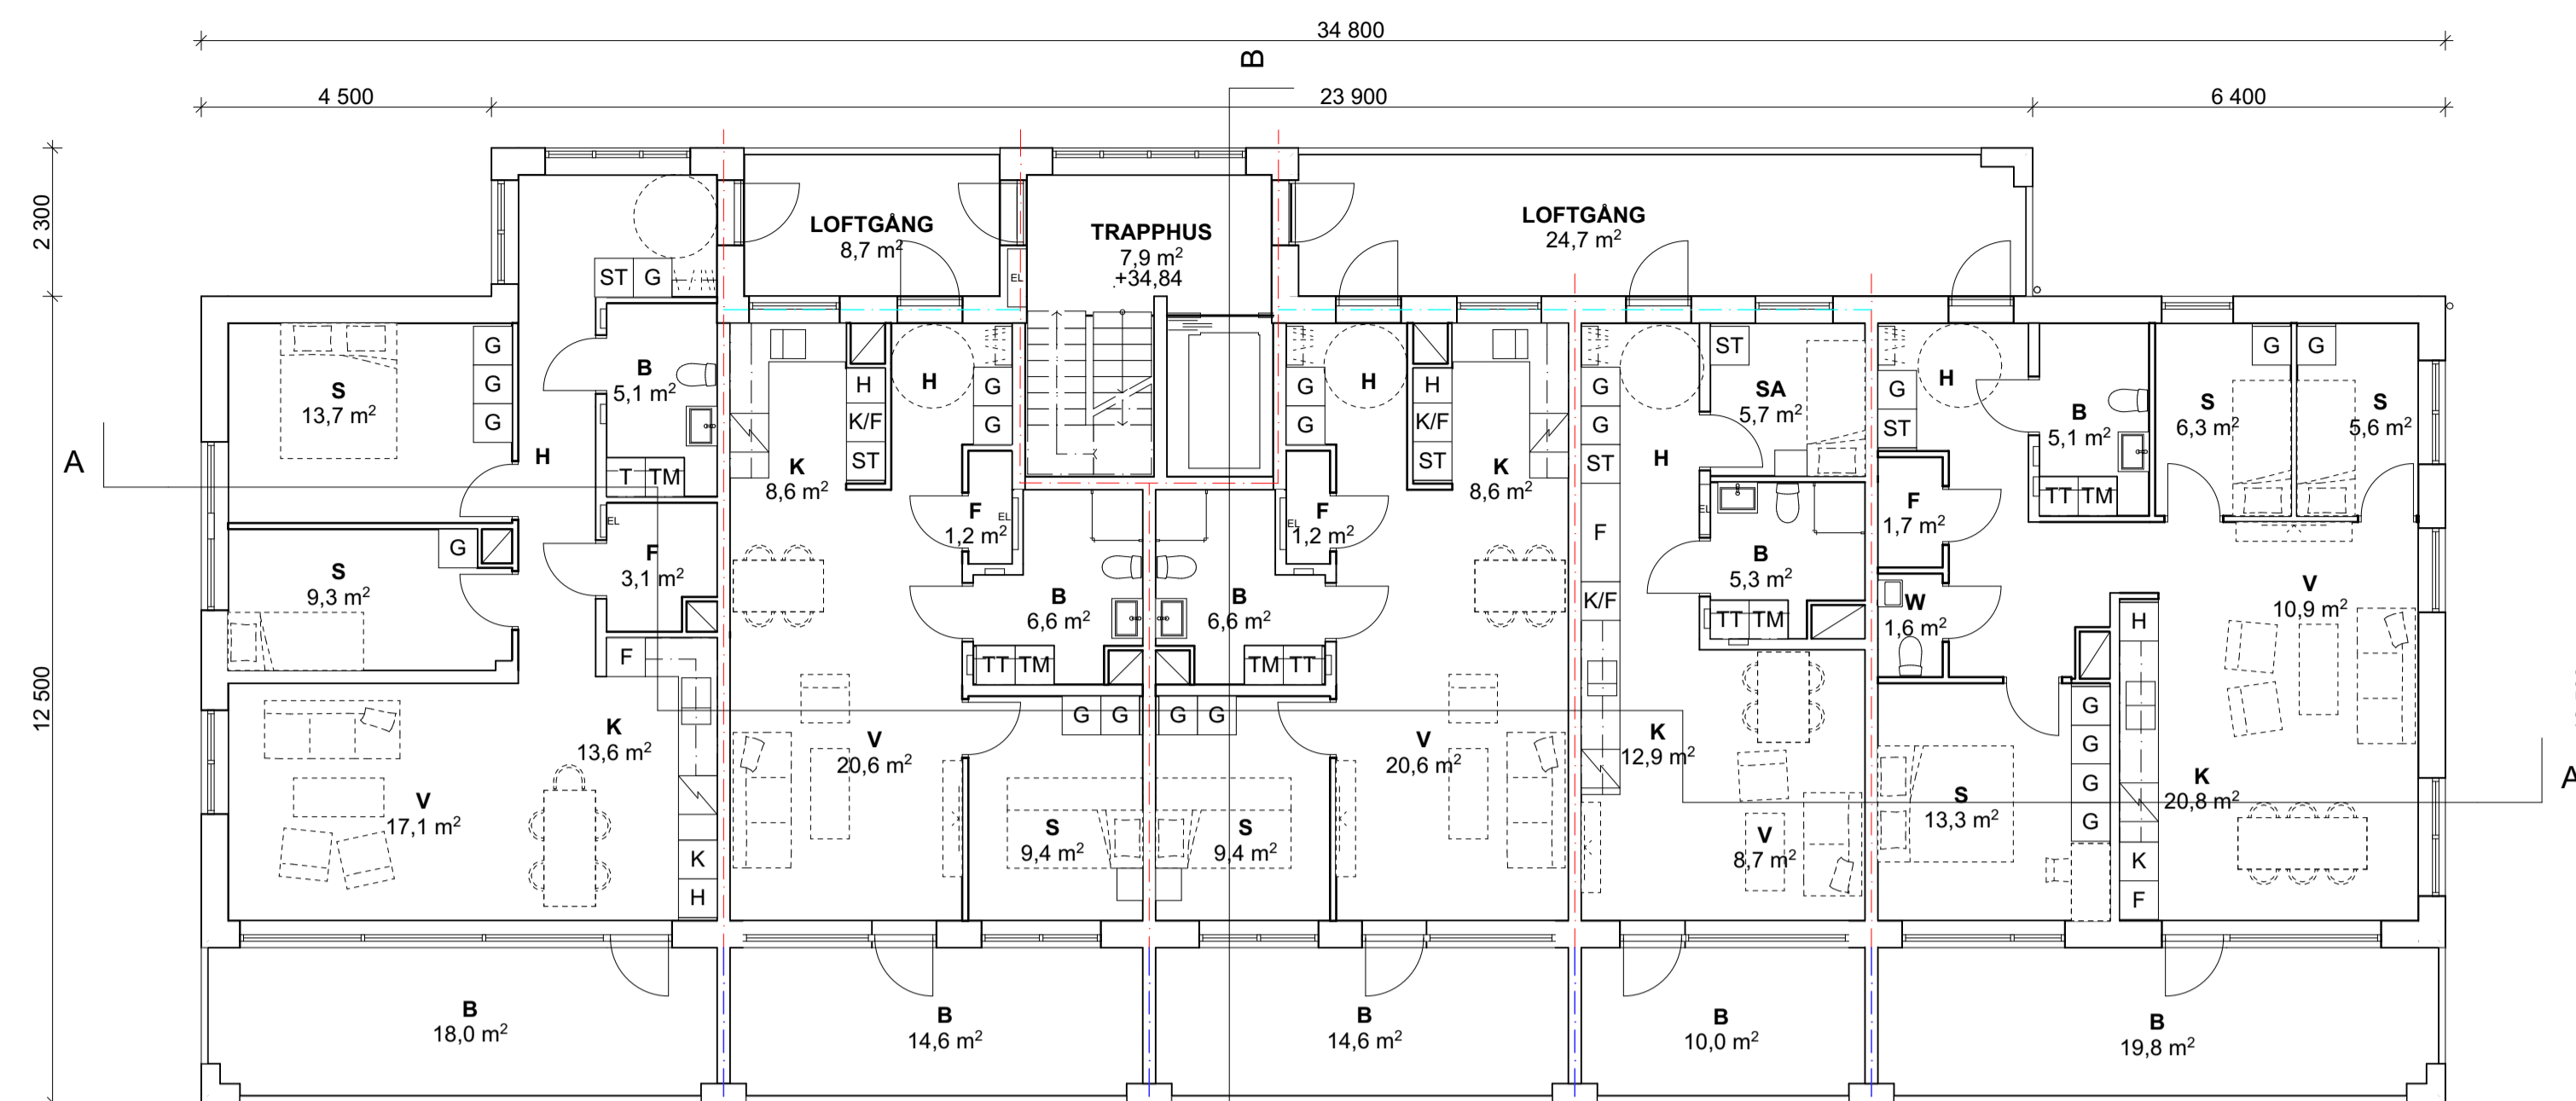 34 800
B
4 500
23 900
6 400
2 300
12 500
LOFTGÅNG
8,7 m²
TRAPPHUS
7,9 m²
+34,84
LOFTGÅNG
24,7 m²
EL
A
A
S
13,7 m²
G
G
G
ST
G
H
B
5,1 m²
T
TM
EL
F
3,1 m²
S
9,3 m²
G
F
K
13,6 m²
V
17,1 m²
K
H
B
18,0 m²
K
8,6 m²
H
K/F
ST
H
G
G
F
1,2 m²
EL
B
6,6 m²
TT
TM
G
G
V
20,6 m²
S
9,4 m²
B
14,6 m²
G
G
H
H
K/F
ST
K
8,6 m²
F
1,2 m²
EL
B
6,6 m²
TM
TT
G
G
V
20,6 m²
S
9,4 m²
B
14,6 m²
G
G
ST
F
K/F
H
ST
SA
5,7 m²
EL
B
5,3 m²
TT
TM
K
12,9 m²
V
8,7 m²
B
10,0 m²
G
ST
H
B
5,1 m²
TT
TM
F
1,7 m²
W
1,6 m²
S
6,3 m²
G
G
S
5,6 m²
V
10,9 m²
H
S
13,3 m²
G
G
G
G
K
20,8 m²
K
F
B
19,8 m²